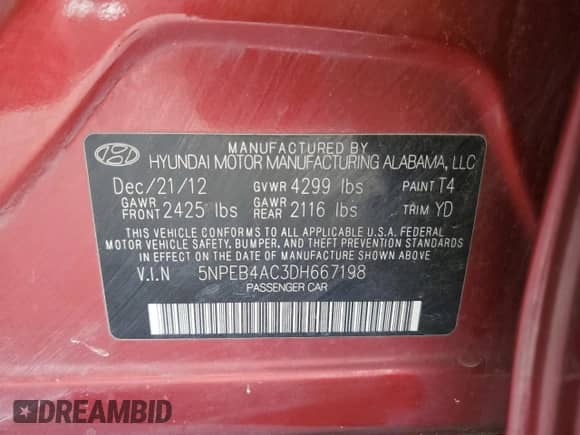 MANUFACTURED BY
HYUNDAI MOTOR MANUFACTURING ALABAMA, LLC
Dec/21/12 GVWR 4299 lbs PAINT T4
GAWR FRONT 2425 lbs GAWR REAR 2116 lbs TRIM YD
THIS VEHICLE CONFORMS TO ALL APPLICABLE U.S.A. FEDERAL
MOTOR VEHICLE SAFETY, BUMPER, AND THEFT PREVENTION STANDARDS
IN EFFECT ON THE DATE OF MANUFACTURE SHOWN ABOVE.
V.I.N 5NPEB4AC3DH667198
PASSENGER CAR
DREAMBID